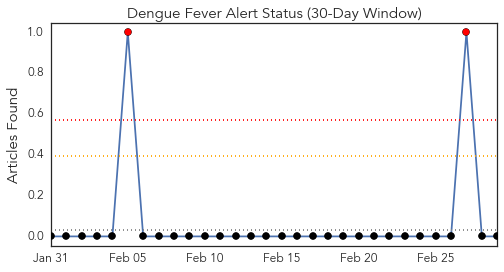 Dengue Fever Alert Status (30-Day Window)
Articles Found
1.0
0.8
0.6
0.4
0.2
0.0
Jan 31 Feb 05 Feb 10 Feb 15 Feb 20 Feb 25